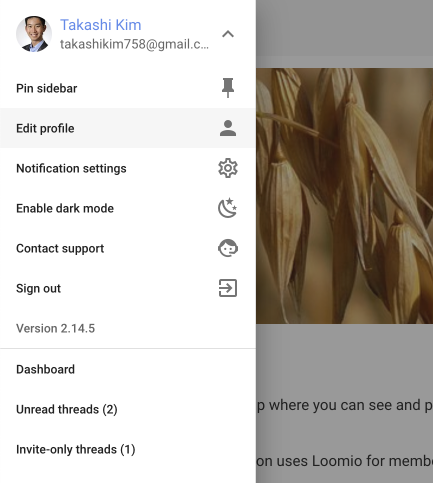 Takashi Kim
takashikim758@gmail.c...
Pin sidebar
Edit profile
Notification settings
Enable dark mode
Contact support
Sign out
Version 2.14.5
Dashboard
Unread threads (2)
p where you can see and p
Invite-only threads (1)
on uses Loomio for membe